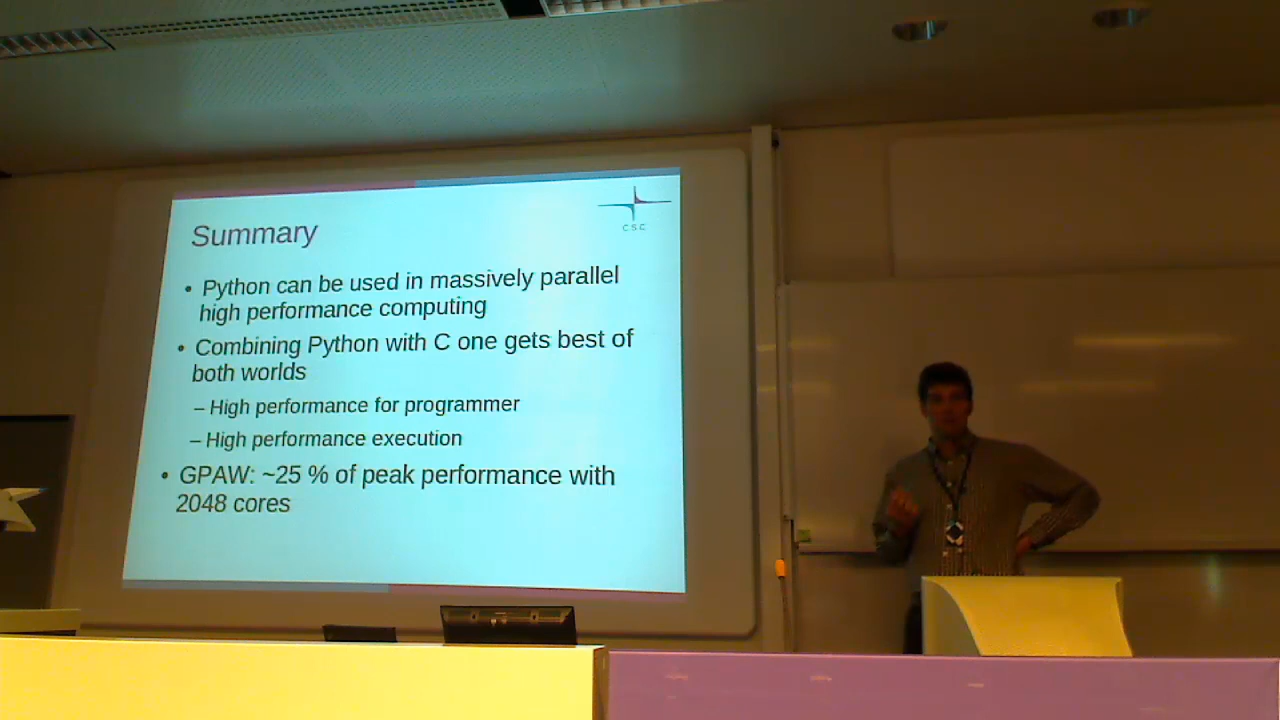 CSC
Summary
• Python can be used in massively parallel
high performance computing
• Combining Python with C one gets best of
both worlds
– High performance for programmer
– High performance execution
• GPAW: ~25 % of peak performance with
2048 cores